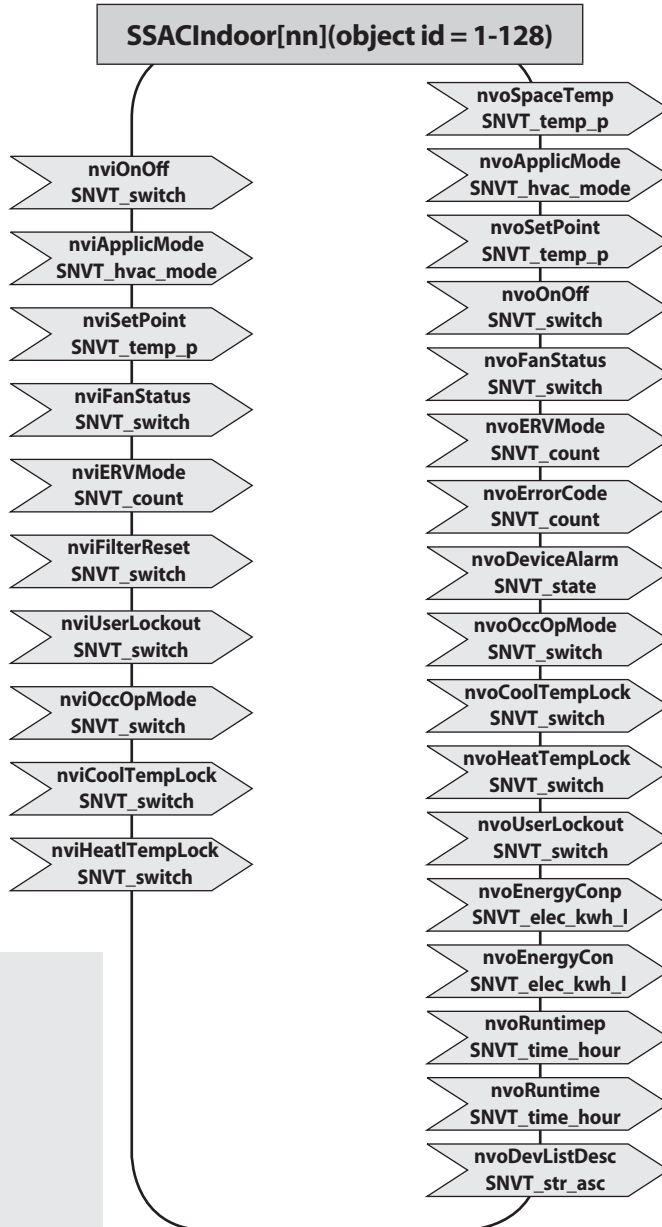 SSACIndoor[nn](object id = 1-128)
nviOnOff
SNVT_switch
nviApplicMode
SNVT_hvac_mode
nviSetPoint
SNVT_temp_p
nviFanStatus
SNVT_switch
nviERVMode
SNVT_count
nviFilterReset
SNVT_switch
nviUserLockout
SNVT_switch
nviOccOpMode
SNVT_switch
nviCoolTempLock
SNVT_switch
nviHeatlTempLock
SNVT_switch
nvoSpaceTemp
SNVT_temp_p
nvoApplicMode
SNVT_hvac_mode
nvoSetPoint
SNVT_temp_p
nvoOnOff
SNVT_switch
nvoFanStatus
SNVT_switch
nvoERVMode
SNVT_count
nvoErrorCode
SNVT_count
nvoDeviceAlarm
SNVT_state
nvoOccOpMode
SNVT_switch
nvoCoolTempLock
SNVT_switch
nvoHeatTempLock
SNVT_switch
nvoUserLockout
SNVT_switch
nvoEnergyConp
SNVT_elec_kwh_l
nvoEnergyCon
SNVT_elec_kwh_l
nvoRuntimep
SNVT_time_hour
nvoRuntime
SNVT_time_hour
nvoDevListDesc
SNVT_str_asc